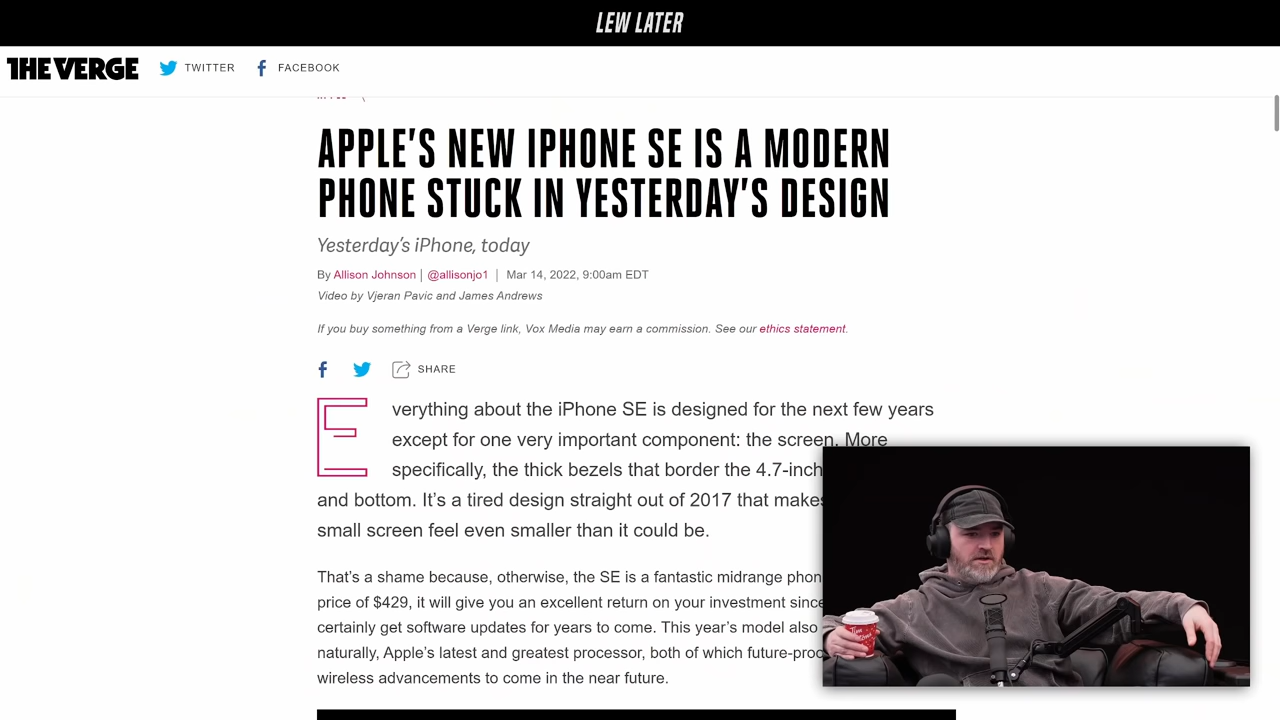 LEW LATER
THE VERGE TWITTER FACEBOOK
APPLE'S NEW IPHONE SE IS A MODERN
PHONE STUCK IN YESTERDAY'S DESIGN
Yesterday's iPhone, today
By Allison Johnson | @allisonjo1 | Mar 14, 2022, 9:00am EDT
Video by Vjeran Pavic and James Andrews
If you buy something from a Verge link, Vox Media may earn a commission. See our ethics statement.
SHARE
Everything about the iPhone SE is designed for the next few years
except for one very important component: the screen. More
specifically, the thick bezels that border the 4.7-inch
and bottom. It's a tired design straight out of 2017 that makes
small screen feel even smaller than it could be.
That's a shame because, otherwise, the SE is a fantastic midrange phon
price of $429, it will give you an excellent return on your investment since
certainly get software updates for years to come. This year's model also
naturally, Apple's latest and greatest processor, both of which future-proo
wireless advancements to come in the near future.
Tim